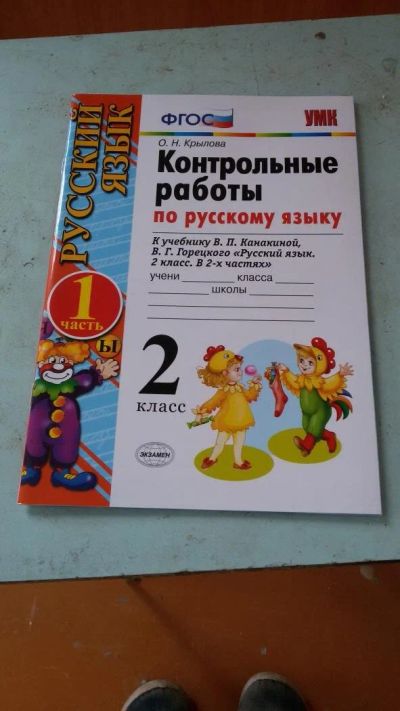 РУССКИЙ
ЯЗЫК
ФГОС
УМК
О. Н. Крылова
Контрольные
работы
по русскому языку
К учебнику В. П. Канакиной,
В. Г. Горецкого «Русский язык.
2 класс. В 2-х частях»
учени класса
школы
1
часть
Ы
2
класс
ЭКЗАМЕН